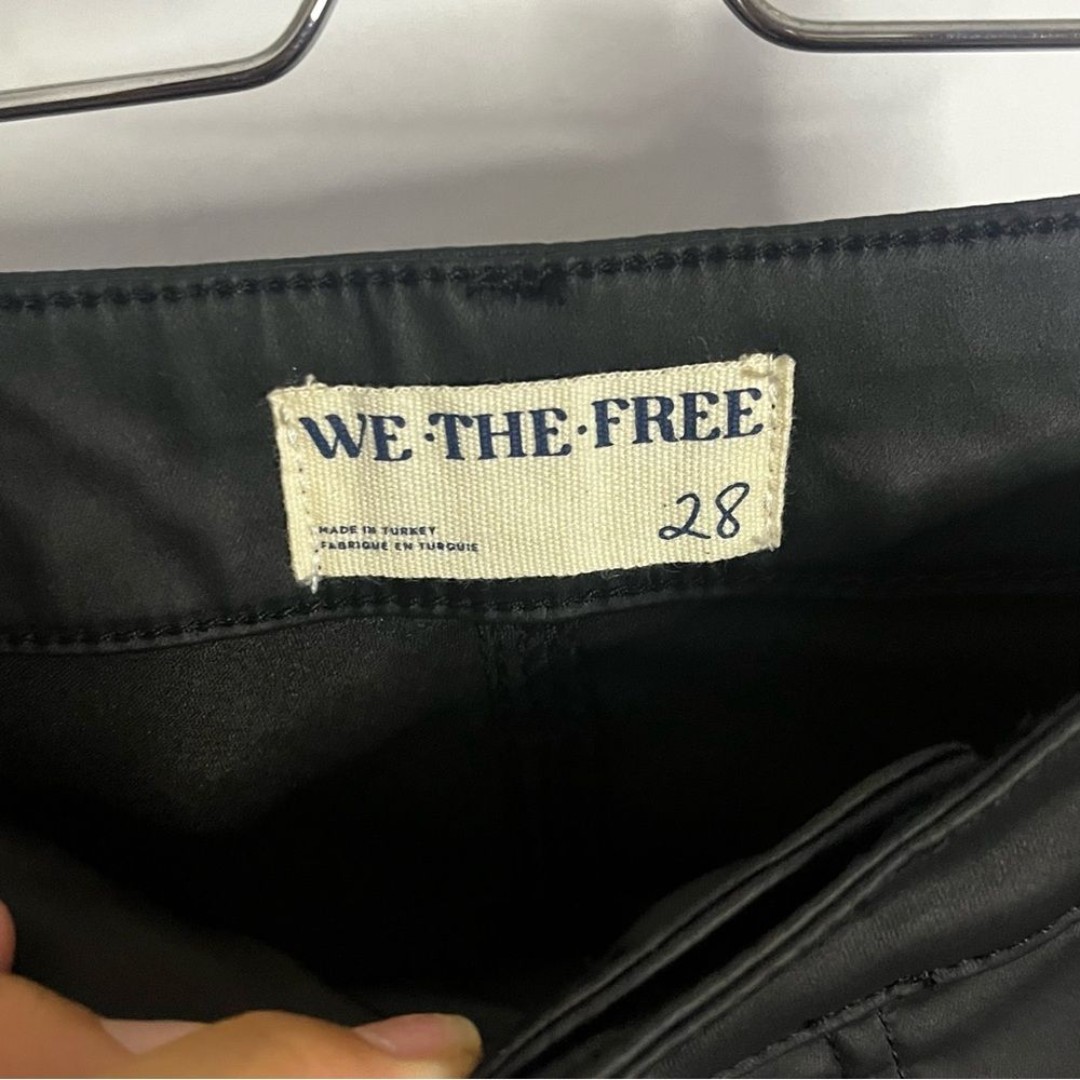 WE·THE·FREE
28
MADE IN TURKEY
FABRIQUÉ EN TURQUIE